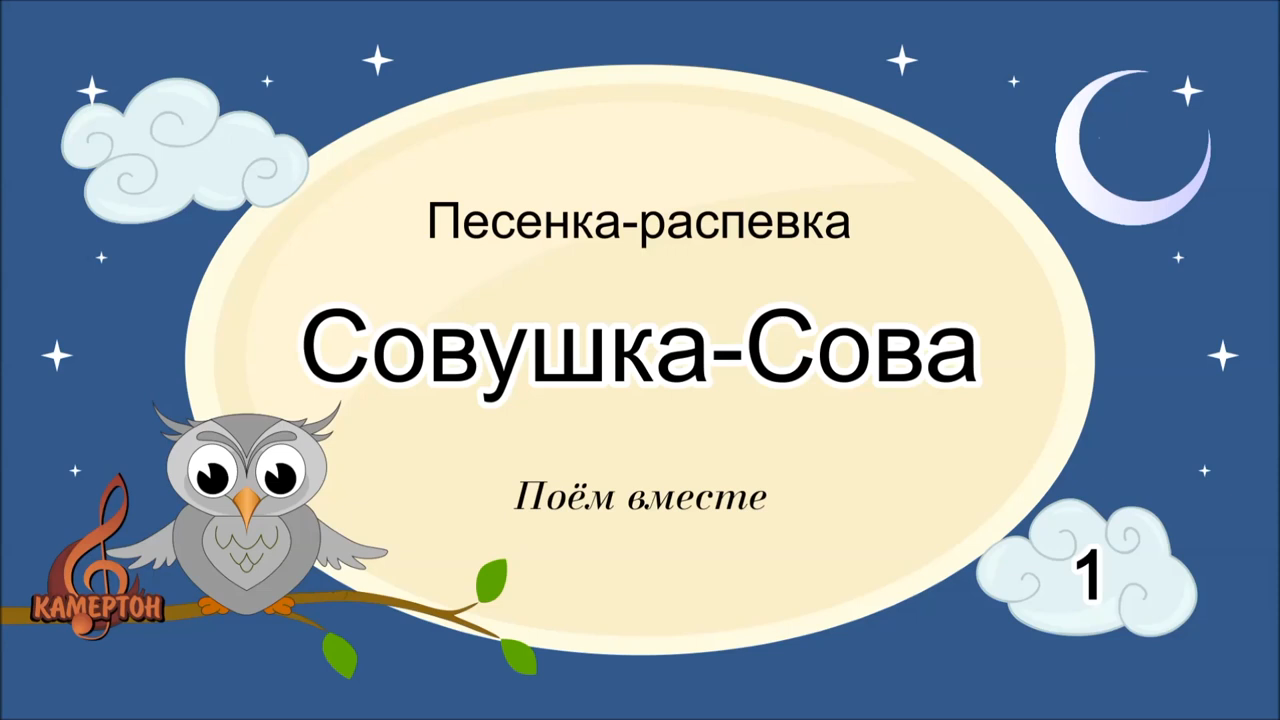 Песенка-распевка
Совушка-Сова
Поём вместе
1
КАМЕРТОН